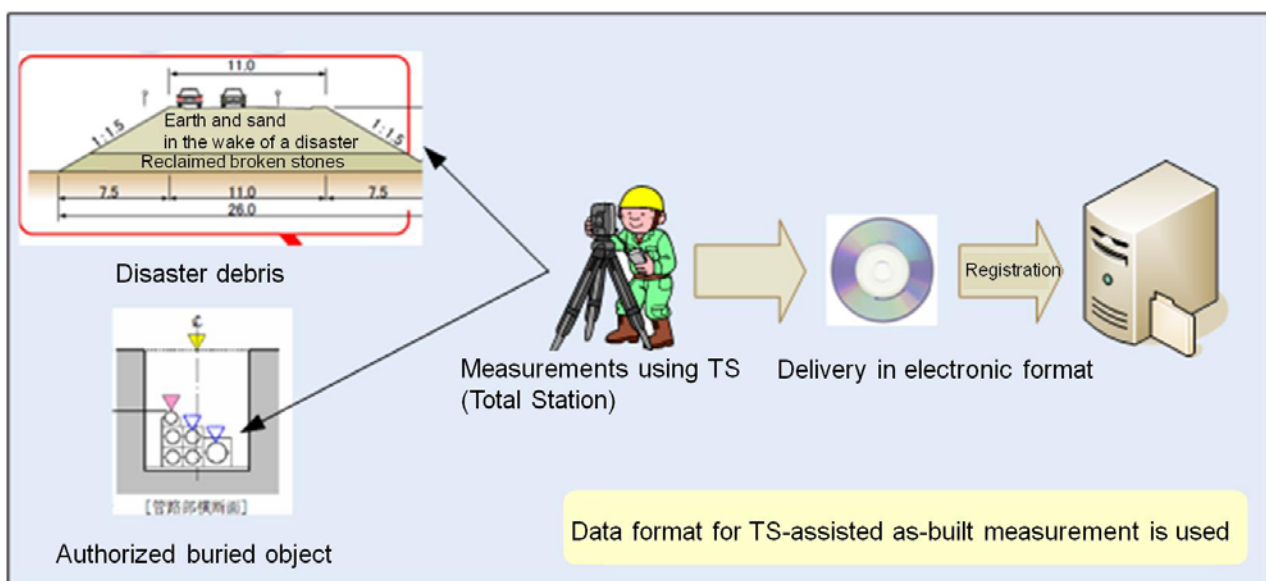 11.0
1:1.5
Earth and sand
in the wake of a disaster
1:1.5
Reclaimed broken stones
7.5 11.0 7.5
26.0
Disaster debris
Registration
Measurements using TS
(Total Station)
Delivery in electronic format
℄
[管路部横断面]
Authorized buried object
Data format for TS-assisted as-built measurement is used